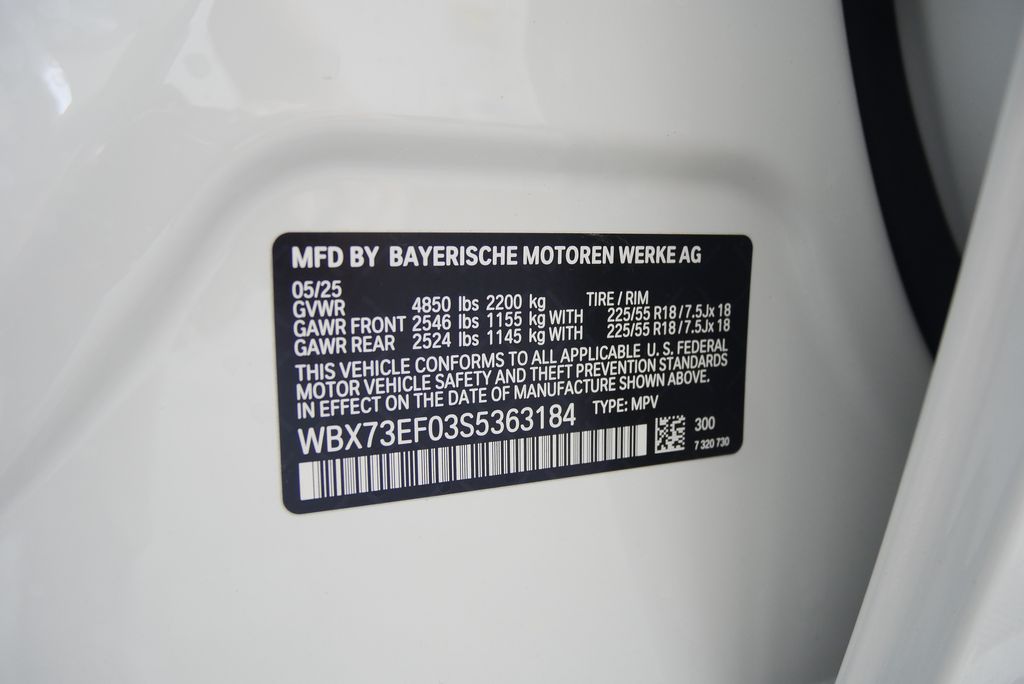 MFD BY BAYERISCHE MOTOREN WERKE AG
05/25
GVWR 4850 lbs 2200 kg TIRE / RIM
GAWR FRONT 2546 lbs 1155 kg WITH 225/55 R18 / 7.5Jx 18
GAWR REAR 2524 lbs 1145 kg WITH 225/55 R18 / 7.5Jx 18
THIS VEHICLE CONFORMS TO ALL APPLICABLE U. S. FEDERAL
MOTOR VEHICLE SAFETY AND THEFT PREVENTION STANDARDS
IN EFFECT ON THE DATE OF MANUFACTURE SHOWN ABOVE.
WBX73EF03S5363184 TYPE: MPV
300
7 320 730